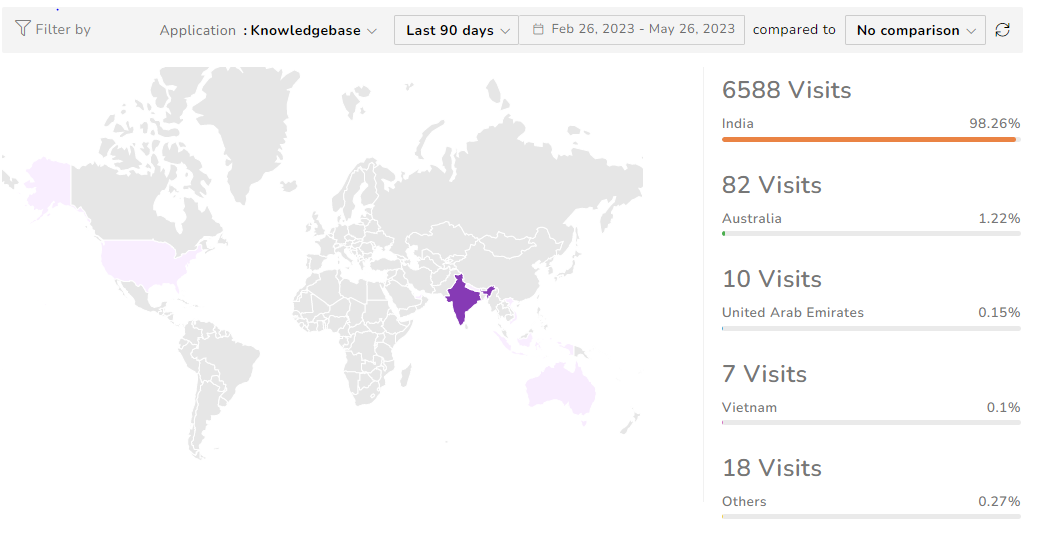 Filter by Application : Knowledgebase Last 90 days Feb 26, 2023 - May 26, 2023 compared to No comparison
6588 Visits
India 98.26%
82 Visits
Australia 1.22%
10 Visits
United Arab Emirates 0.15%
7 Visits
Vietnam 0.1%
18 Visits
Others 0.27%